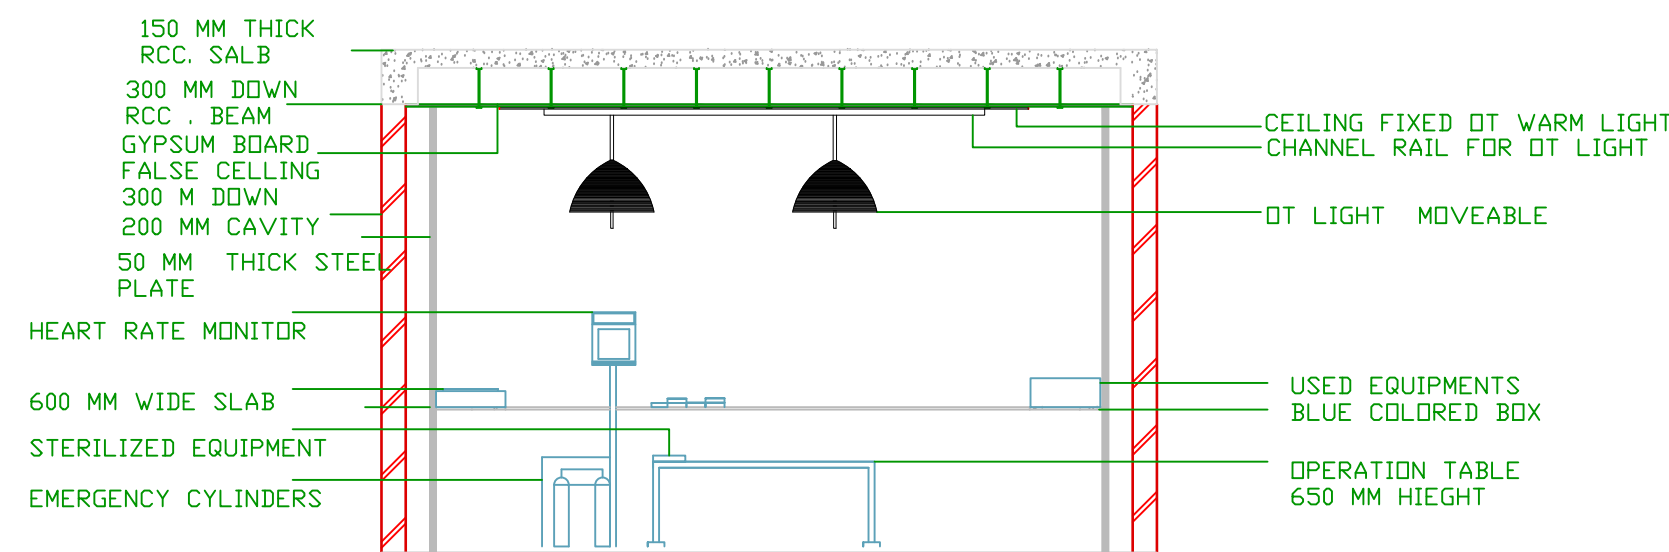 150 MM THICK
RCC. SALB
300 MM DOWN
RCC . BEAM
GYPSUM BOARD
FALSE CELLING
300 M DOWN
200 MM CAVITY
50 MM THICK STEEL
PLATE
HEART RATE MONITOR
600 MM WIDE SLAB
STERILIZED EQUIPMENT
EMERGENCY CYLINDERS
CEILING FIXED OT WARM LIGHT
CHANNEL RAIL FOR OT LIGHT
OT LIGHT MOVEABLE
USED EQUIPMENTS
BLUE COLORED BOX
OPERATION TABLE
650 MM HIEGHT